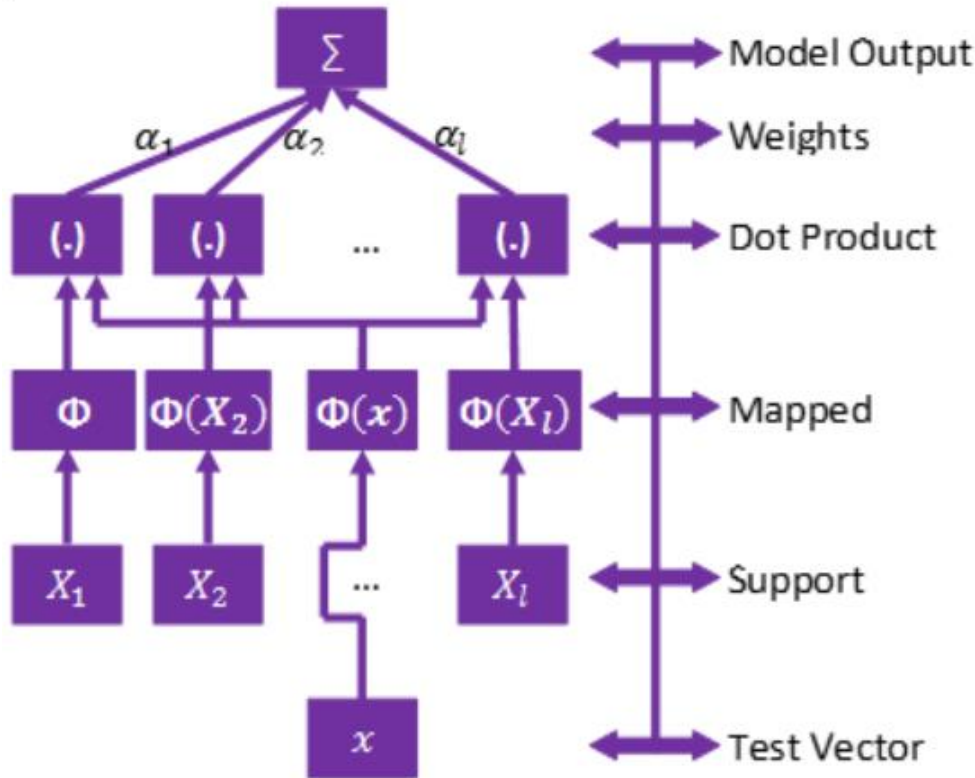 Σ Model Output
α₁ α₂ αₗ Weights
(.) (.) ... (.) Dot Product
Φ Φ(X₂) Φ(x) Φ(Xₗ) Mapped
X₁ X₂ ... Xₗ Support
x Test Vector